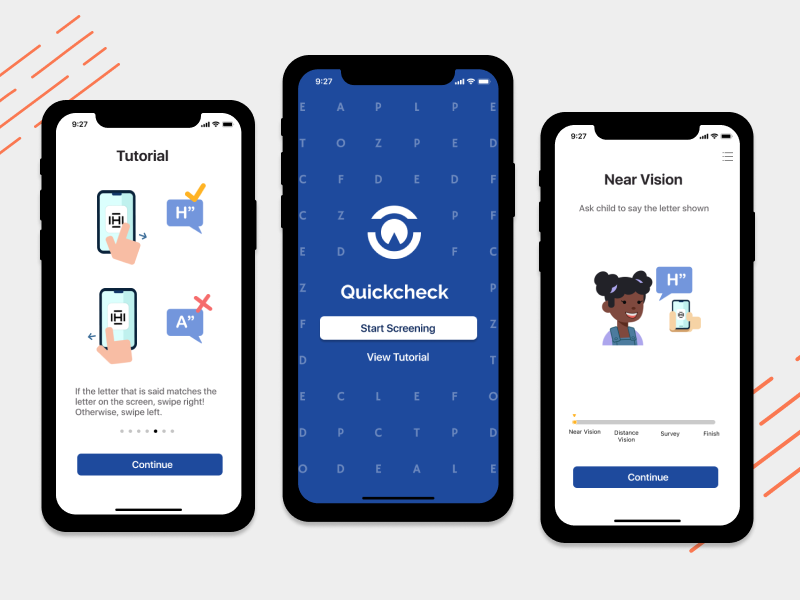 9:27
Tutorial
H”
H
A”
H
If the letter that is said matches the
letter on the screen, swipe right!
Otherwise, swipe left.
Continue
9:27
E A P L P E
T O Z P E D
C F D E D F
C Z P F
E D F C
Z P
Quickcheck
F Z
Start Screening
D T
View Tutorial
E C L E F O
D P C T P D
O D E A L E
9:27
Near Vision
Ask child to say the letter shown
H”
Near Vision
Distance
Vision
Survey
Finish
Continue